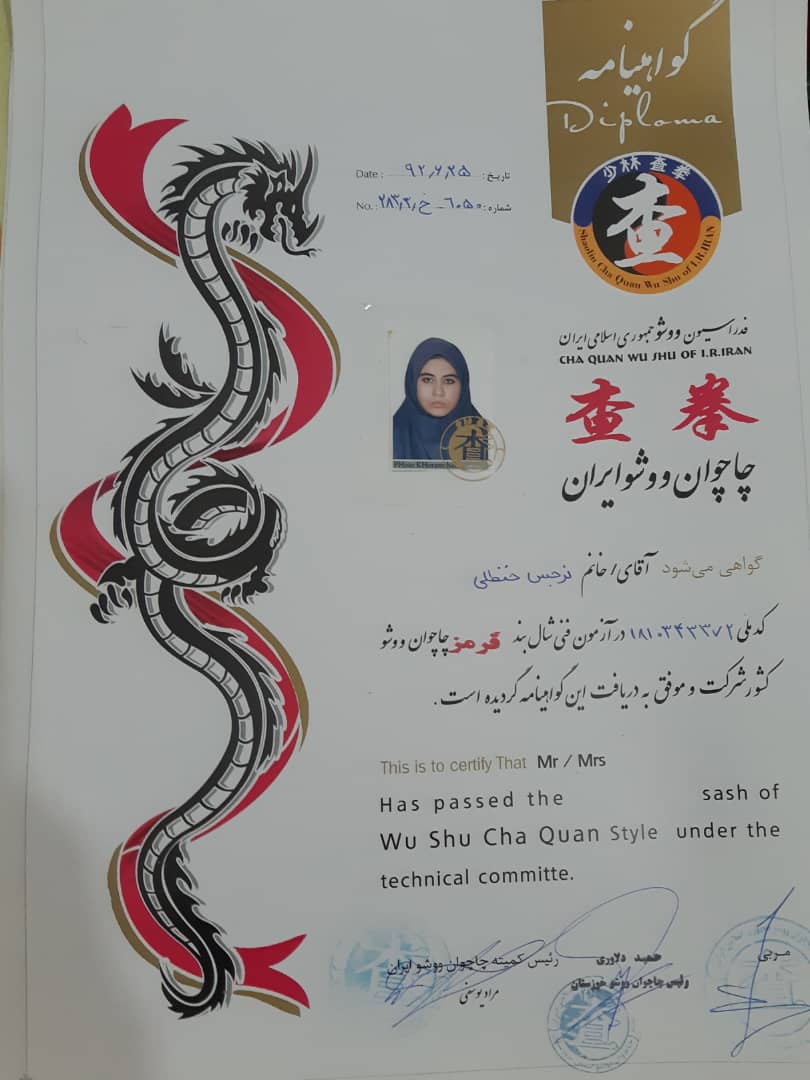 گواهینامه
Diploma
少林查拳
查
Shaolin Cha Quan Wu Shu of I.R.IRAN
تاریخ: ۹۲٫۶٫۲۵ Date:
شماره: ۶۰۵۰ـ خ ٫۲۸۳٫۲ No.:
فدراسیون ووشو جمهوری اسلامی ایران
CHA QUAN WU SHU OF I.R.IRAN
查 拳
چاچوان ووشو ایران
گواهی می‌شود آقای/خانم نرجس حنظلی
کد ملی ۱۸۱۰۳۴۳۳۷۲ در آزمون فنی شال بند قرمز چاچوان ووشو
کشور شرکت و موفق به دریافت این گواهینامه گردیده است.
This is to certify That Mr / Mrs
Has passed the sash of
Wu Shu Cha Quan Style under the
technical committe.
مربی
حمید دلاوری
رئیس چاچوان ووشو خوزستان
رئیس کمیته چاچوان ووشو ایران
مراد یوسفی